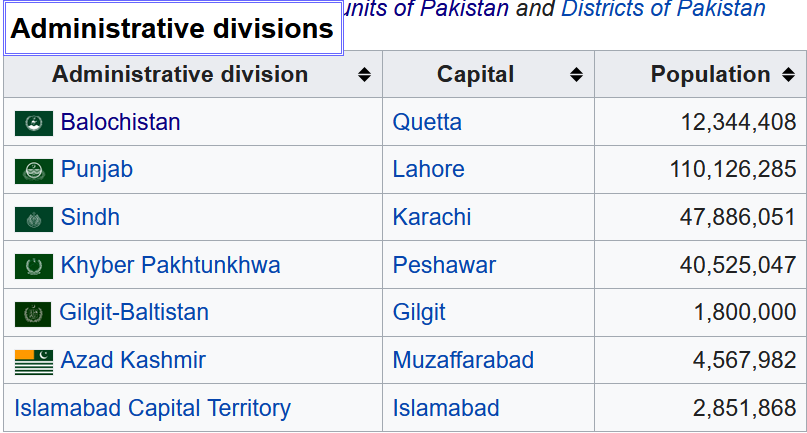 units of Pakistan and Districts of Pakistan
Administrative divisions
Administrative division Capital Population
Balochistan Quetta 12,344,408
Punjab Lahore 110,126,285
Sindh Karachi 47,886,051
Khyber Pakhtunkhwa Peshawar 40,525,047
Gilgit-Baltistan Gilgit 1,800,000
Azad Kashmir Muzaffarabad 4,567,982
Islamabad Capital Territory Islamabad 2,851,868